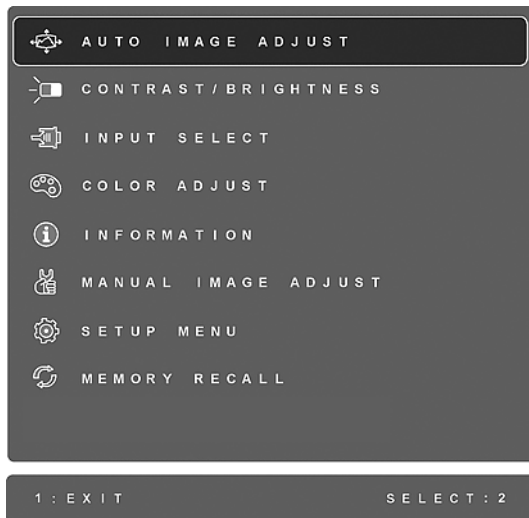 AUTO IMAGE ADJUST
CONTRAST/BRIGHTNESS
INPUT SELECT
COLOR ADJUST
INFORMATION
MANUAL IMAGE ADJUST
SETUP MENU
MEMORY RECALL
1:EXIT SELECT:2